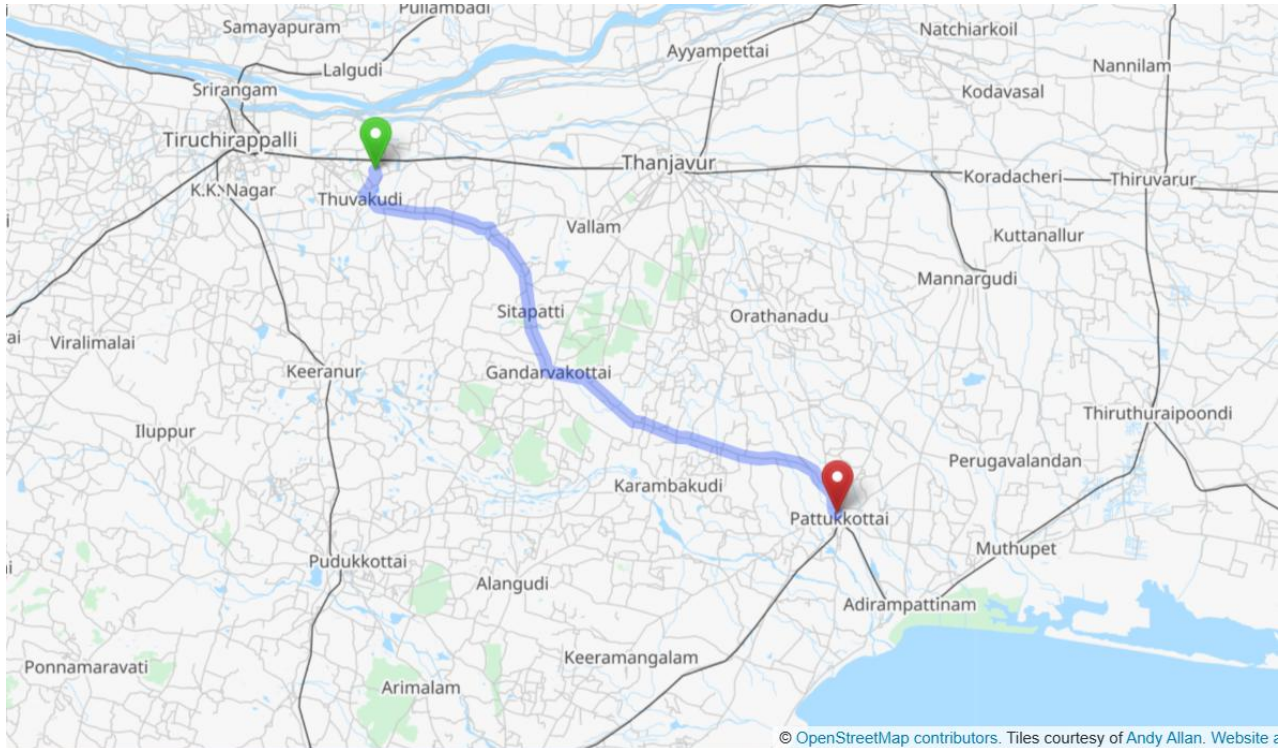 Pullambadi
Samayapuram
Natchiarkoil
Ayyampettai
Nannilam
Lalgudi
Srirangam
Kodavasal
Tiruchirappalli
Thanjavur
Koradacheri
Thiruvarur
K.K. Nagar
Thuvakudi
Vallam
Kuttanallur
Mannargudi
Sitapatti
Orathanadu
ai
Viralimalai
Keeranur
Gandarvakottai
Thiruthuraipoondi
Iluppur
Perugavalandan
Karambakudi
Pattukkottai
Muthupet
Pudukkottai
Alangudi
Adirampattinam
Keeramangalam
Ponnamaravati
Arimalam
© OpenStreetMap contributors. Tiles courtesy of Andy Allan. Website a